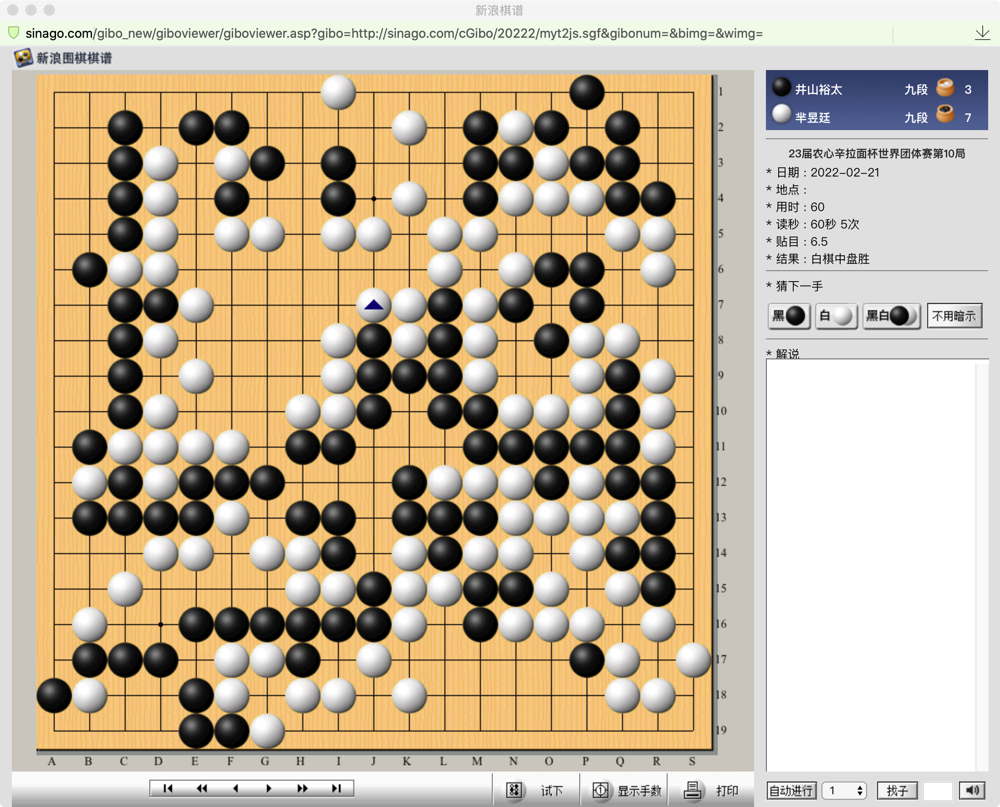 新浪棋谱
sinago.com/gibo_new/giboviewer/giboviewer.asp?gibo=http://sinago.com/cGibo/20222/myt2js.sgf&gibonum=&bimg=&wimg=
新浪围棋棋谱
井山裕太 九段 3
芈昱廷 九段 7
23届农心辛拉面杯世界团体赛第10局
* 日期：2022-02-21
* 地点：
* 用时：60
* 读秒：60秒 5次
* 贴目：6.5
* 结果：白棋中盘胜
* 猜下一手
黑 白 黑白 不用暗示
* 解说
1
2
3
4
5
6
7
8
9
10
11
12
13
14
15
16
17
18
19
A B C D E F G H I J K L M N O P Q R S
试下 显示手数 打印
自动进行 1 找子